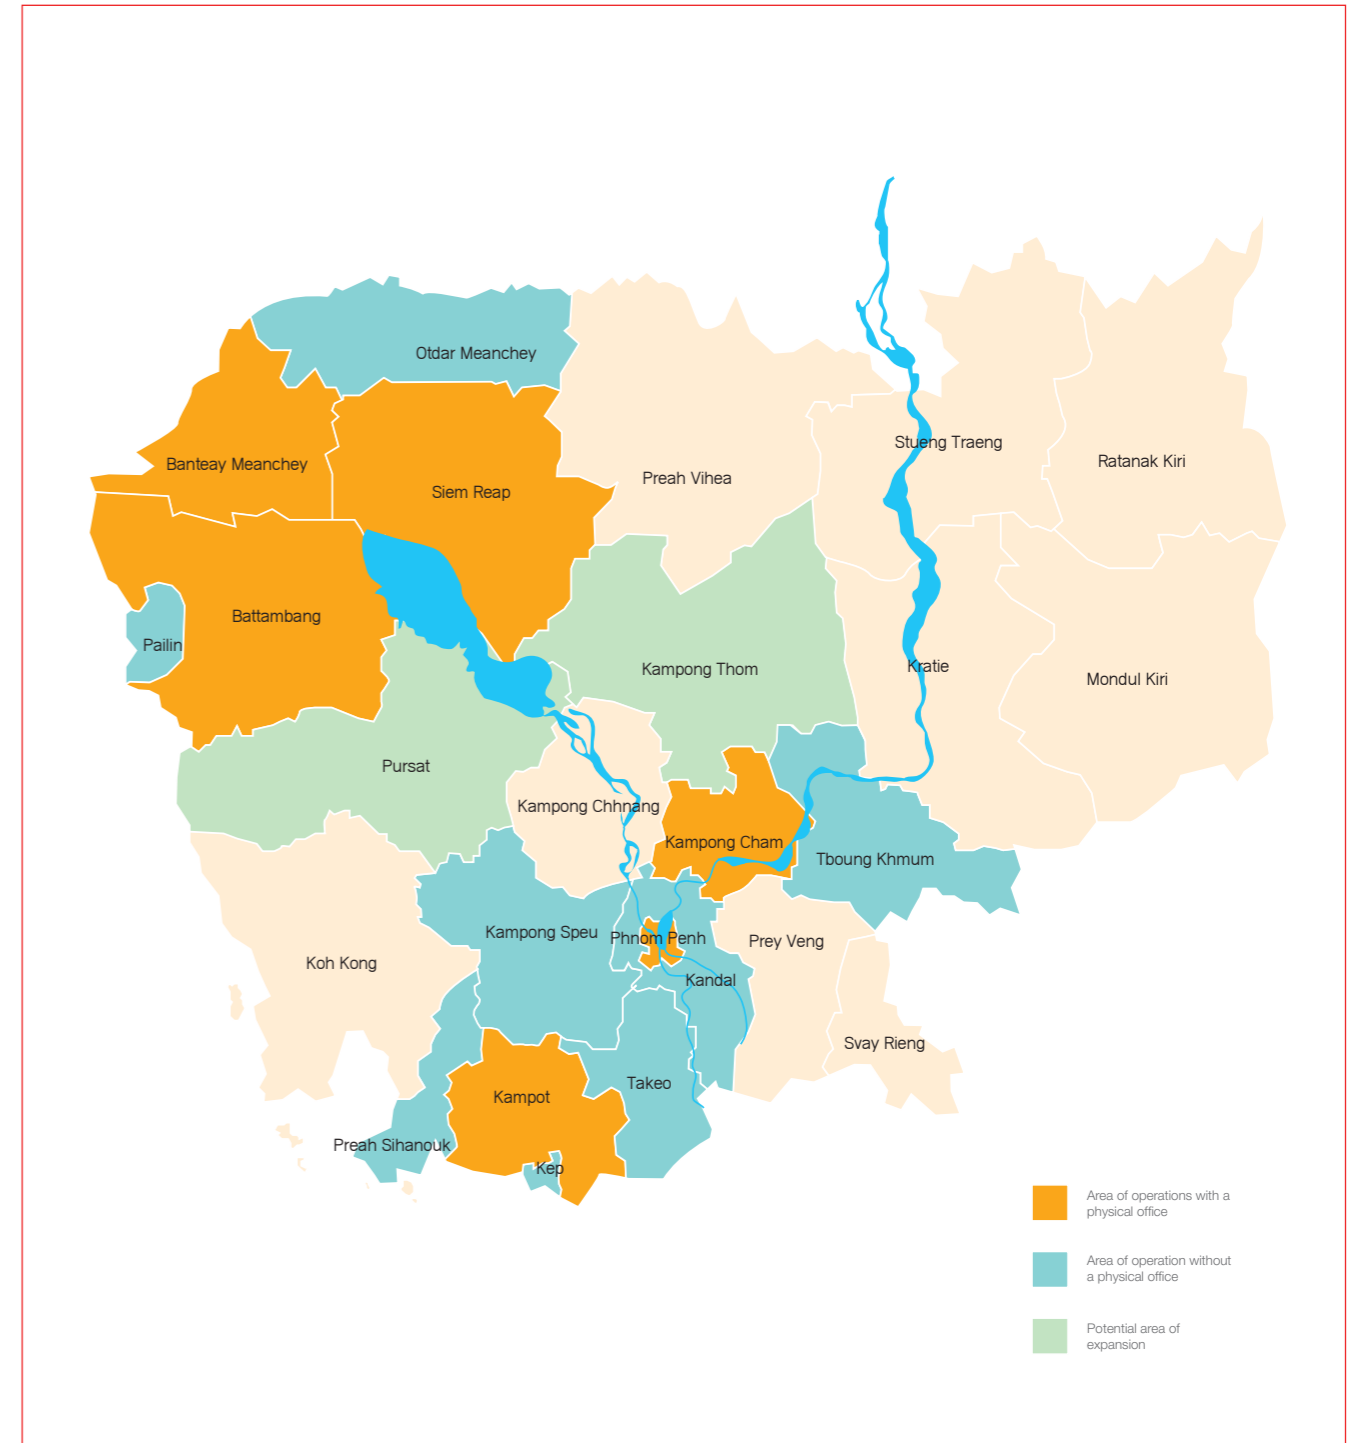 Otdar Meanchey
Stueng Traeng
Banteay Meanchey
Ratanak Kiri
Preah Vihea
Siem Reap
Battambang
Pailin
Kampong Thom
Kratie
Mondul Kiri
Pursat
Kampong Chhnang
Kampong Cham
Tboung Khmum
Kampong Speu
Phnom Penh
Prey Veng
Koh Kong
Kandal
Svay Rieng
Takeo
Kampot
Preah Sihanouk
Kep
Area of operations with a
physical office
Area of operation without
a physical office
Potential area of
expansion